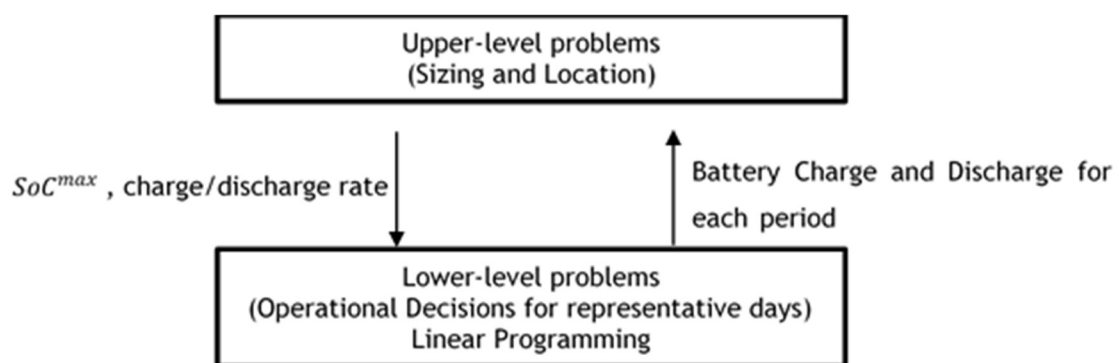 Upper-level problems
(Sizing and Location)
SoC^max , charge/discharge rate
Battery Charge and Discharge for
each period
Lower-level problems
(Operational Decisions for representative days)
Linear Programming